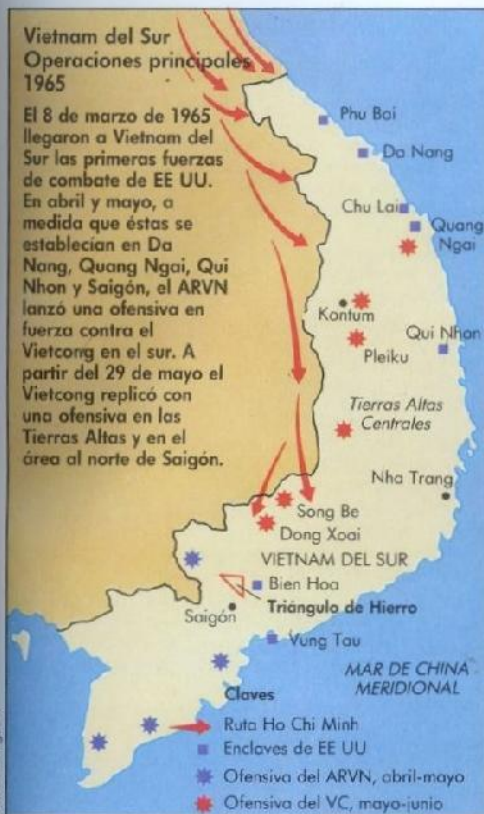 Vietnam del Sur
Operaciones principales
1965
El 8 de marzo de 1965
llegaron a Vietnam del
Sur las primeras fuerzas
de combate de EE UU.
En abril y mayo, a
medida que éstas se
establecían en Da
Nang, Quang Ngai, Qui
Nhon y Saigón, el ARVN
lanzó una ofensiva en
fuerza contra el
Vietcong en el sur. A
partir del 29 de mayo el
Vietcong replicó con
una ofensiva en las
Tierras Altas y en el
área al norte de Saigón.
Phu Bai
Da Nang
Chu Lai
Quang
Ngai
Kontum
Qui Nhon
Pleiku
Tierras Altas
Centrales
Nha Trang
Song Be
Dong Xoai
VIETNAM DEL SUR
Bien Hoa
Triángulo de Hierro
Saigón
Vung Tau
MAR DE CHINA
MERIDIONAL
Claves
Ruta Ho Chi Minh
Enclaves de EE UU
Ofensiva del ARVN, abril-mayo
Ofensiva del VC, mayo-junio